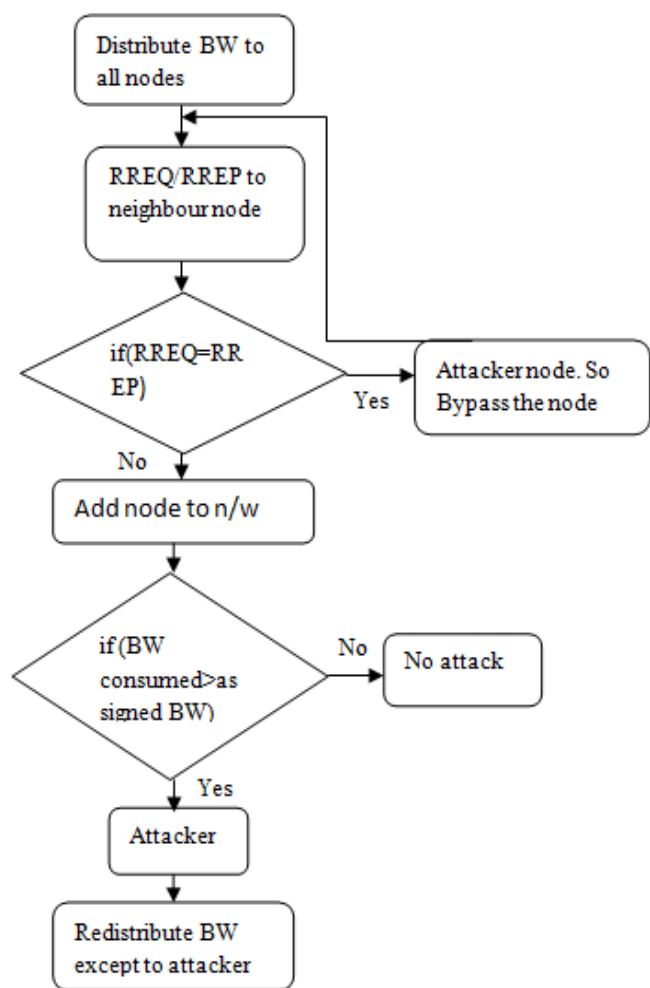 Distribute BW to
all nodes
RREQ/RREP to
neighbour node
if(RREQ=RR
EP)
Yes
Attacker node. So
Bypass the node
No
Add node to n/w
if (BW
consumed>as
signed BW)
No
No attack
Yes
Attacker
Redistribute BW
except to attacker